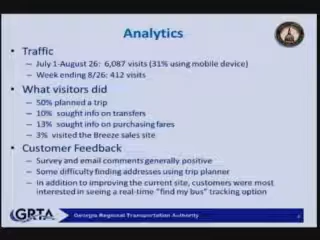 Analytics
• Traffic
– July 1-August 26: 6,087 visits (31% using mobile device)
– Week ending 8/26: 412 visits
• What visitors did
– 50% planned a trip
– 10% sought info on transfers
– 13% sought info on purchasing fares
– 3% visited the Breeze sales site
• Customer Feedback
– Survey and email comments generally positive
– Some difficulty finding addresses using trip planner
– In addition to improving the current site, customers were most
interested in seeing a real-time "find my bus" tracking option
GRTA Georgia Regional Transportation Authority